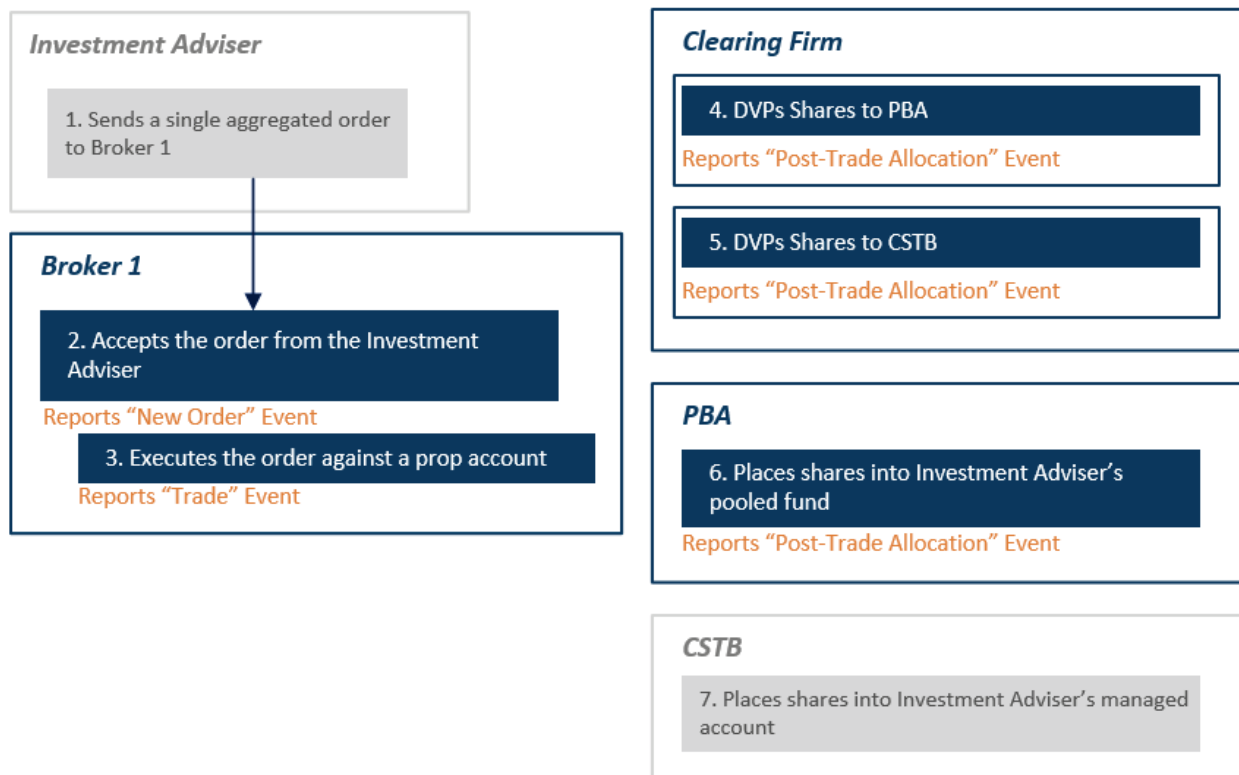 Investment Adviser
1. Sends a single aggregated order
to Broker 1
Broker 1
2. Accepts the order from the Investment
Adviser
Reports “New Order” Event
3. Executes the order against a prop account
Reports “Trade” Event
Clearing Firm
4. DVPs Shares to PBA
Reports “Post-Trade Allocation” Event
5. DVPs Shares to CSTB
Reports “Post-Trade Allocation” Event
PBA
6. Places shares into Investment Adviser’s
pooled fund
Reports “Post-Trade Allocation” Event
CSTB
7. Places shares into Investment Adviser’s managed
account